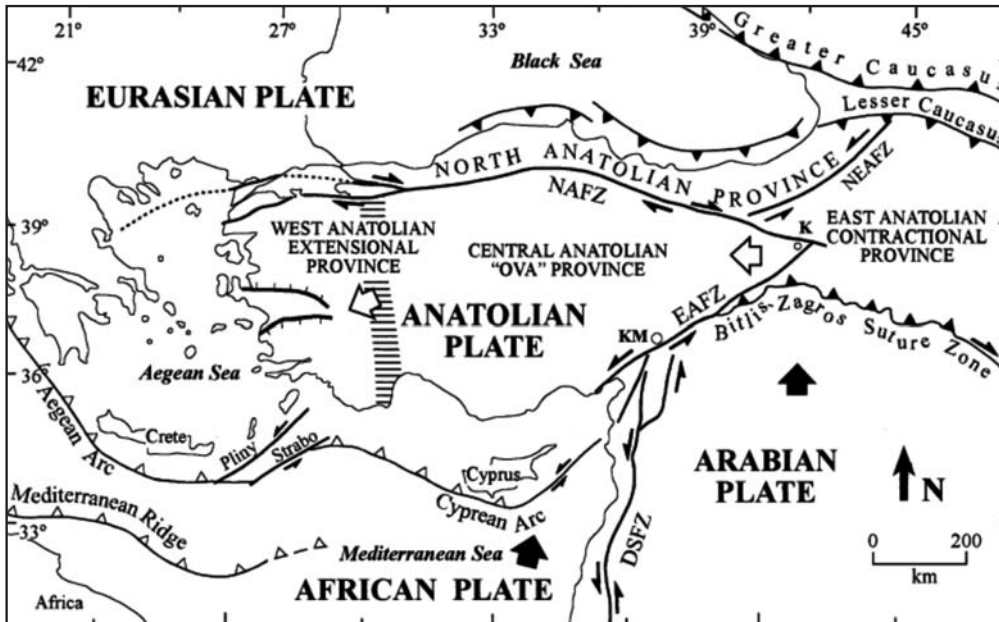 21°
27°
33°
39°
45°
42°
39°
36°
33°
Greater Caucasus
Black Sea
EURASIAN PLATE
Lesser Caucasus
NORTH ANATOLIAN PROVINCE
NAFZ
NEAFZ
K
WEST ANATOLIAN
EXTENSIONAL
PROVINCE
CENTRAL ANATOLIAN
"OVA" PROVINCE
EAST ANATOLIAN
CONTRACTIONAL
PROVINCE
ANATOLIAN
PLATE
EAFZ
KM
Bitlis-Zagros Suture Zone
Aegean Sea
Aegean Arc
Crete
Pliny
Strabo
Cyprus
Cyprean Arc
ARABIAN
PLATE
N
Mediterranean Ridge
Mediterranean Sea
DSFZ
AFRICAN PLATE
Africa
0 200
km